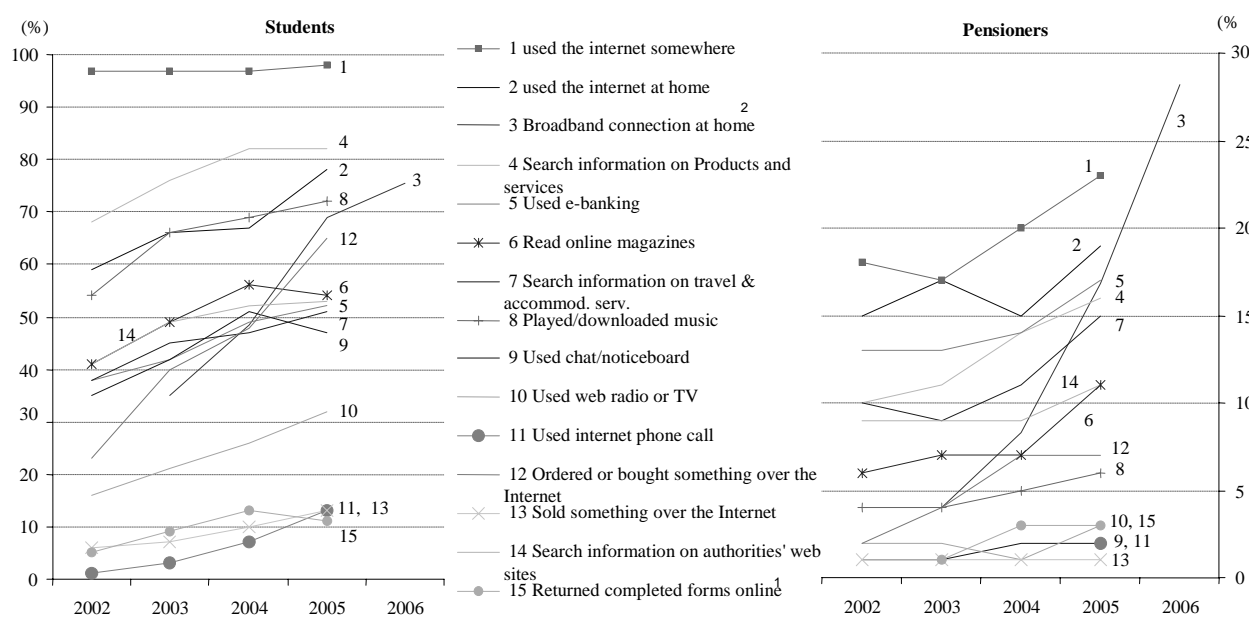 Students
Pensioners
(%)
(%
100
90
80
70
60
50
40
30
20
10
0
2002 2003 2004 2005 2006
1
4
2
8
3
12
6
5
7
9
14
10
11, 13
15
1 used the internet somewhere
2 used the internet at home
3 Broadband connection at home 2
4 Search information on Products and
services
5 Used e-banking
6 Read online magazines
7 Search information on travel &
accommod. serv.
8 Played/downloaded music
9 Used chat/noticeboard
10 Used web radio or TV
11 Used internet phone call
12 Ordered or bought something over the
Internet
13 Sold something over the Internet
14 Search information on authorities' web
sites
15 Returned completed forms online 1
30
25
20
15
10
5
0
3
1
2
5
4
7
14
6
12
8
10, 15
9, 11
13
2002 2003 2004 2005 2006